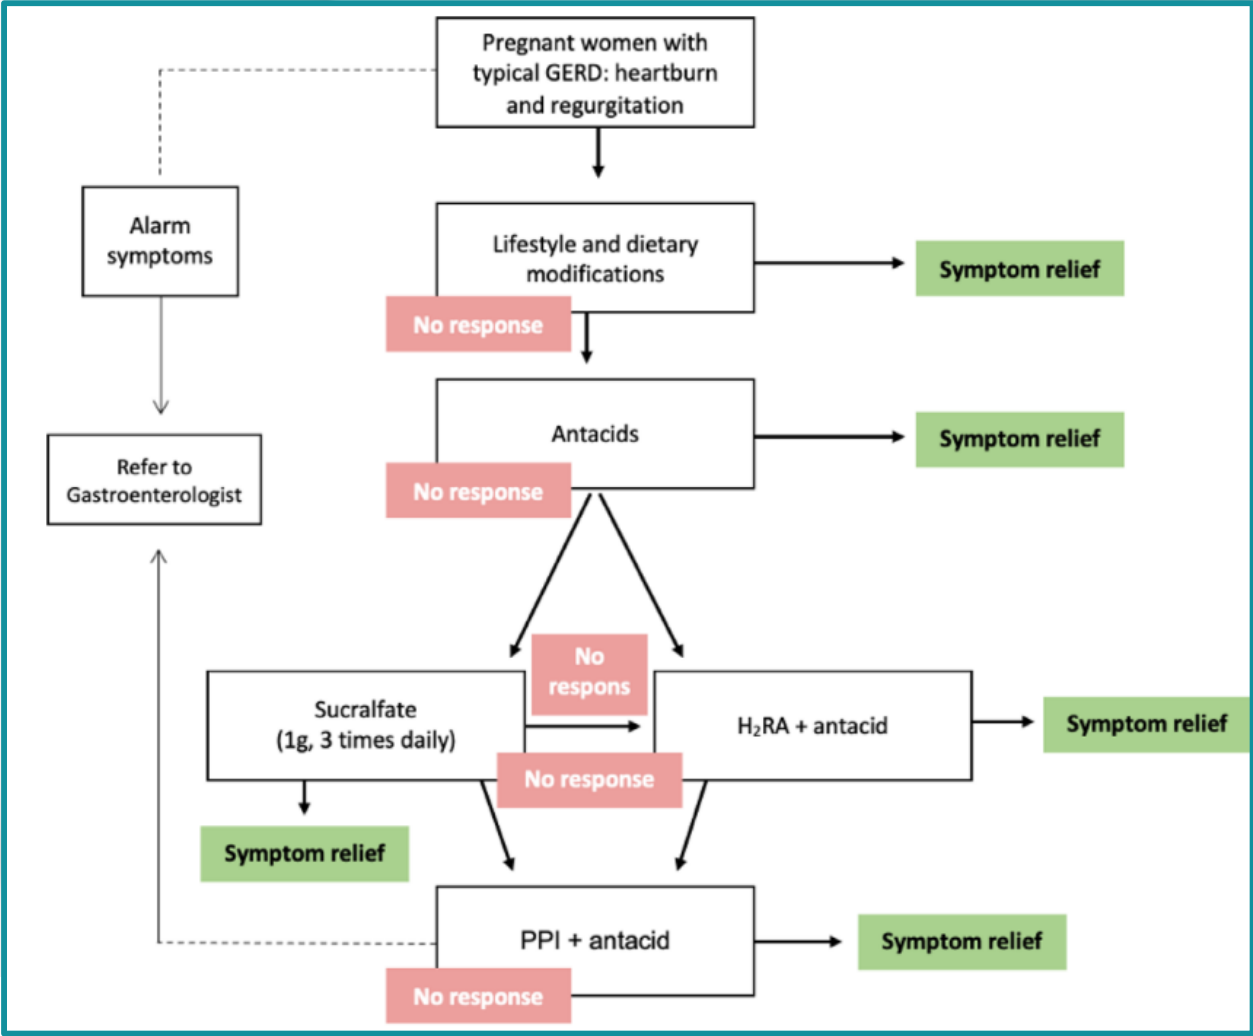 Pregnant women with
typical GERD: heartburn
and regurgitation
Alarm
symptoms
Lifestyle and dietary
modifications
Symptom relief
No response
Antacids
Symptom relief
Refer to
Gastroenterologist
No response
No
respons
Sucralfate
(1g, 3 times daily)
H₂RA + antacid
Symptom relief
No response
Symptom relief
PPI + antacid
Symptom relief
No response